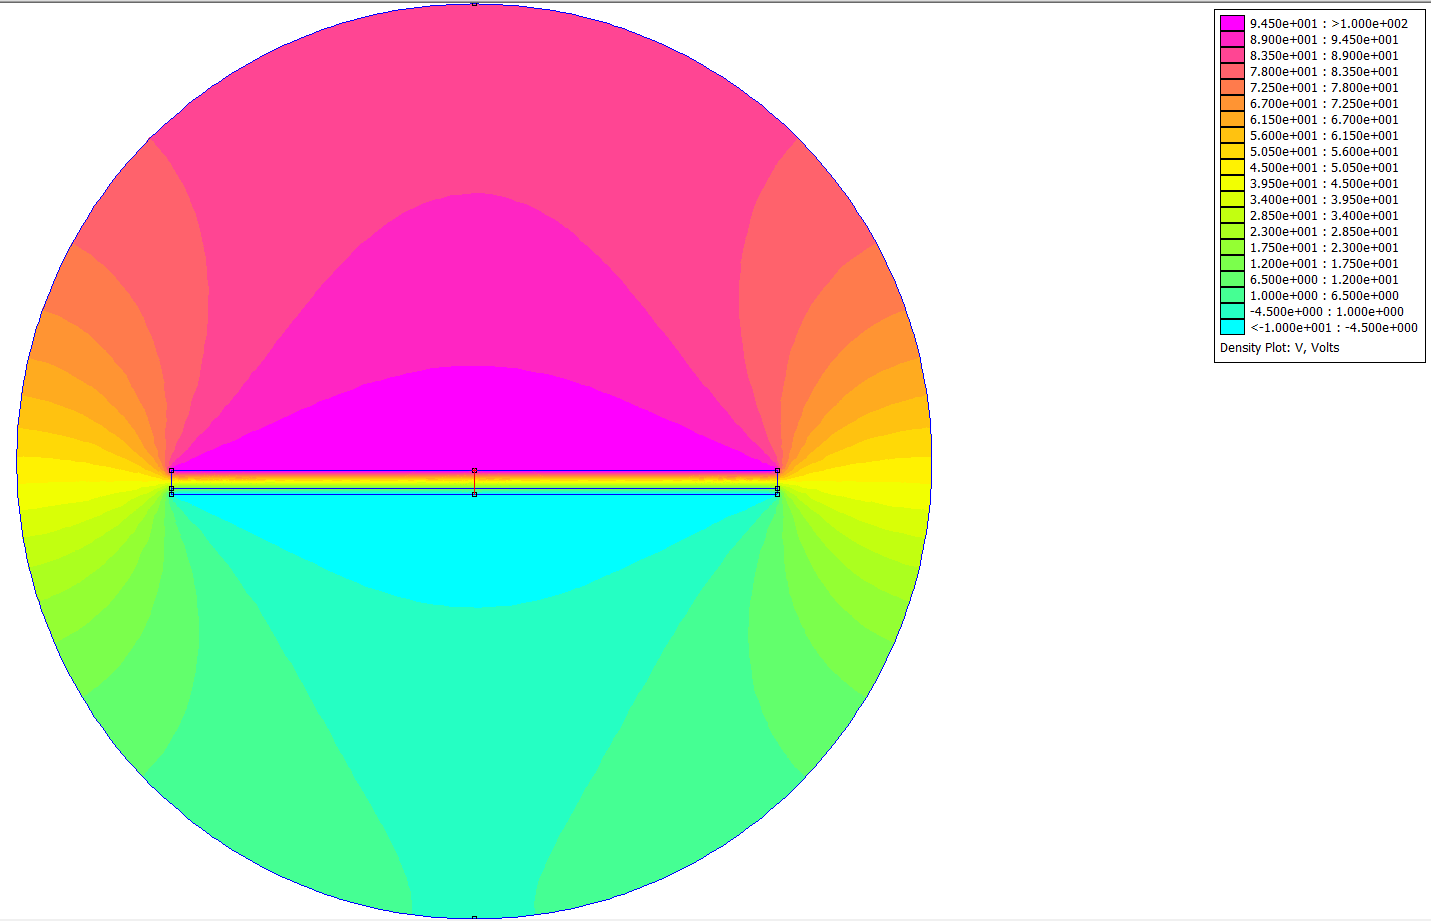 9.450e+001 : >1.000e+002
8.900e+001 : 9.450e+001
8.350e+001 : 8.900e+001
7.800e+001 : 8.350e+001
7.250e+001 : 7.800e+001
6.700e+001 : 7.250e+001
6.150e+001 : 6.700e+001
5.600e+001 : 6.150e+001
5.050e+001 : 5.600e+001
4.500e+001 : 5.050e+001
3.950e+001 : 4.500e+001
3.400e+001 : 3.950e+001
2.850e+001 : 3.400e+001
2.300e+001 : 2.850e+001
1.750e+001 : 2.300e+001
1.200e+001 : 1.750e+001
6.500e+000 : 1.200e+001
1.000e+000 : 6.500e+000
-4.500e+000 : 1.000e+000
<-1.000e+001 : -4.500e+000
Density Plot: V, Volts